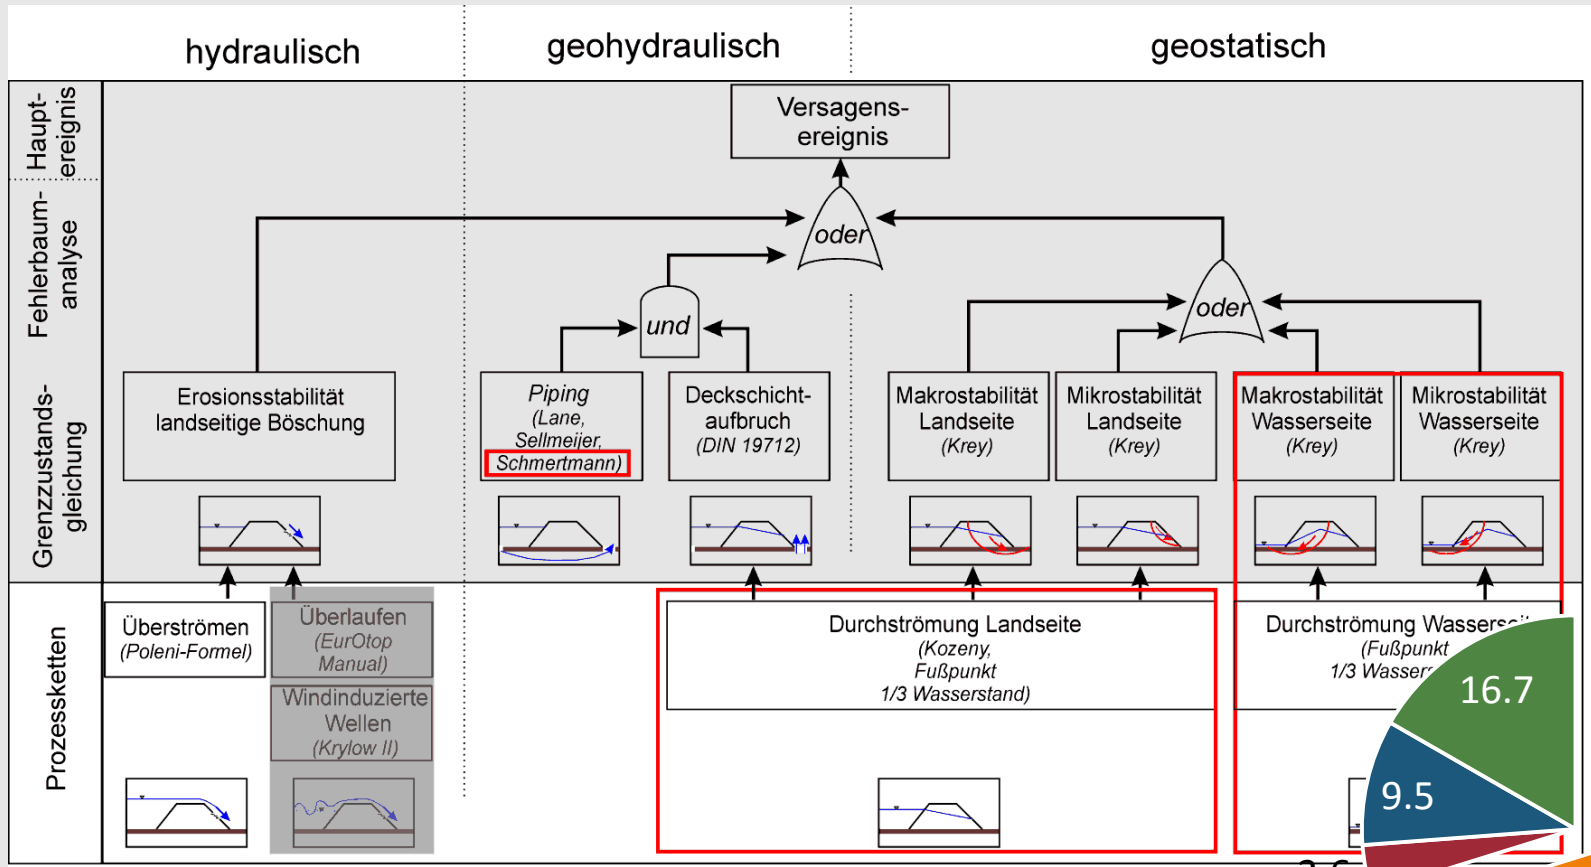 hydraulisch
geohydraulisch
geostatisch
Haupt-
ereignis
Versagens-
ereignis
Fehlerbaum-
analyse
oder
oder
und
Grenzzustands-
gleichung
Erosionsstabilität
landseitige Böschung
Piping
(Lane,
Sellmeijer,
Schmertmann)
Deckschicht-
aufbruch
(DIN 19712)
Makrostabilität
Landseite
(Krey)
Mikrostabilität
Landseite
(Krey)
Makrostabilität
Wasserseite
(Krey)
Mikrostabilität
Wasserseite
(Krey)
Prozessketten
Überströmen
(Poleni-Formel)
Überlaufen
(EurOtop
Manual)
Windinduzierte
Wellen
(Krylow II)
Durchströmung Landseite
(Kozeny,
Fußpunkt
1/3 Wasserstand)
Durchströmung
(Fußpunkt
1/3
16.7
9.5